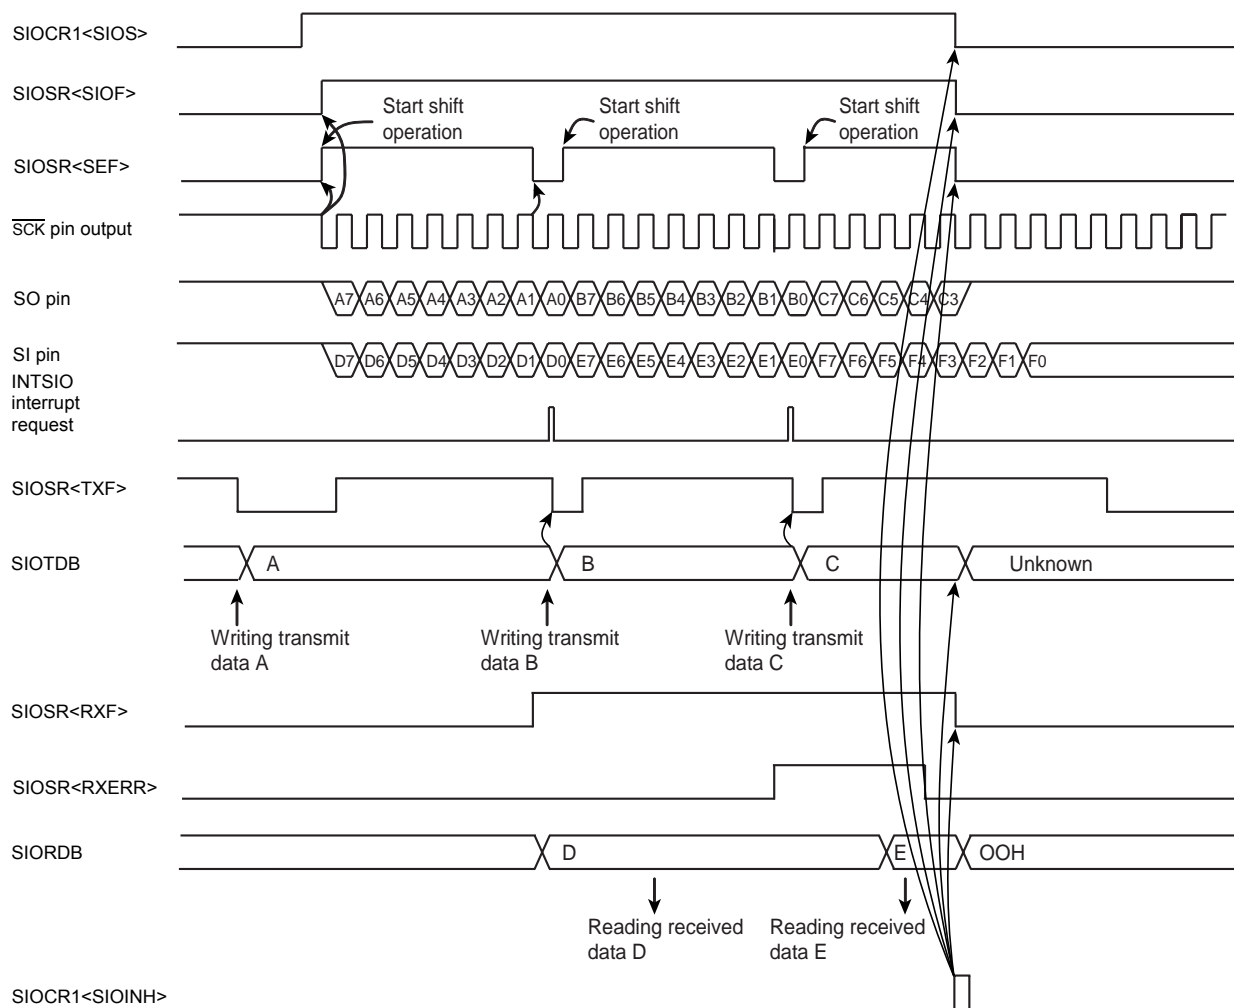 SIOCR1<SIOS>
SIOSR<SIOF>
Start shift
operation
Start shift
operation
Start shift
operation
SIOSR<SEF>
SCK pin output
SO pin
A7 A6 A5 A4 A3 A2 A1 A0 B7 B6 B5 B4 B3 B2 B1 B0 C7 C6 C5 C4 C3
SI pin
D7 D6 D5 D4 D3 D2 D1 D0 E7 E6 E5 E4 E3 E2 E1 E0 F7 F6 F5 F4 F3 F2 F1 F0
INTSIO
interrupt
request
SIOSR<TXF>
SIOTDB
A B C Unknown
Writing transmit
data A
Writing transmit
data B
Writing transmit
data C
SIOSR<RXF>
SIOSR<RXERR>
SIORDB
D E OOH
Reading received
data D
Reading received
data E
SIOCR1<SIOINH>